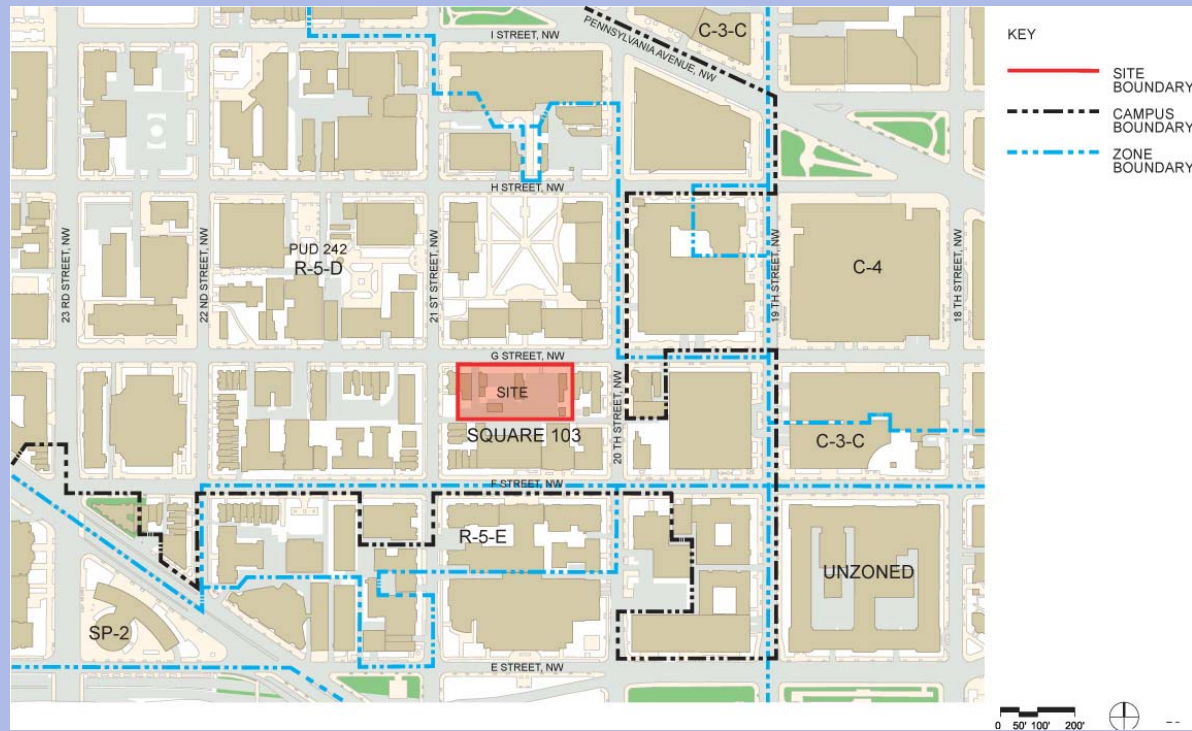 I STREET, NW
PENNSYLVANIA AVENUE, NW
C-3-C
KEY
SITE
BOUNDARY
CAMPUS
BOUNDARY
ZONE
BOUNDARY
H STREET, NW
23 RD STREET, NW
22 ND STREET, NW
PUD 242
R-5-D
21 ST STREET, NW
19 TH STREET, NW
C-4
18 TH STREET, NW
G STREET, NW
SITE
SQUARE 103
20 TH STREET, NW
C-3-C
F STREET, NW
R-5-E
UNZONED
SP-2
E STREET, NW
0 50' 100' 200'